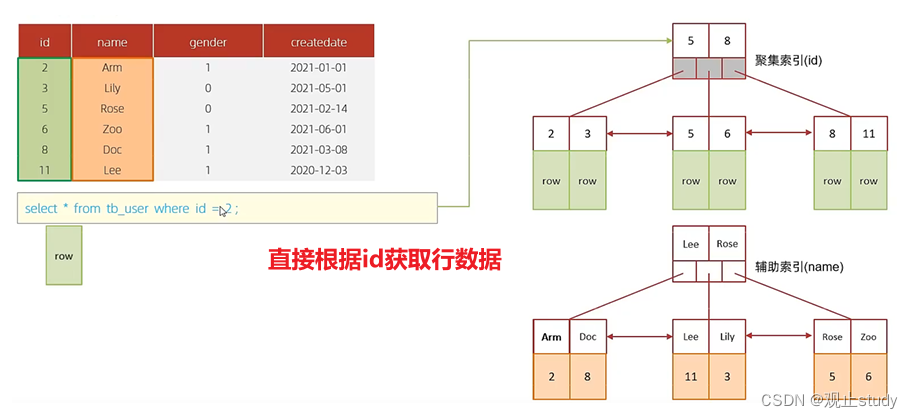 id name gender createdate
2 Arm 1 2021-01-01
3 Lily 0 2021-05-01
5 Rose 0 2021-02-14
6 Zoo 1 2021-06-01
8 Doc 1 2021-03-08
11 Lee 1 2020-12-03
select * from tb_user where id = 2 ;
row
直接根据id获取行数据
5 8
聚集索引(id)
2 3 5 6 8 11
row row row row row row
Lee Rose
辅助索引(name)
Arm Doc Lee Lily Rose Zoo
2 8 11 3 5 6
CSDN @观止study